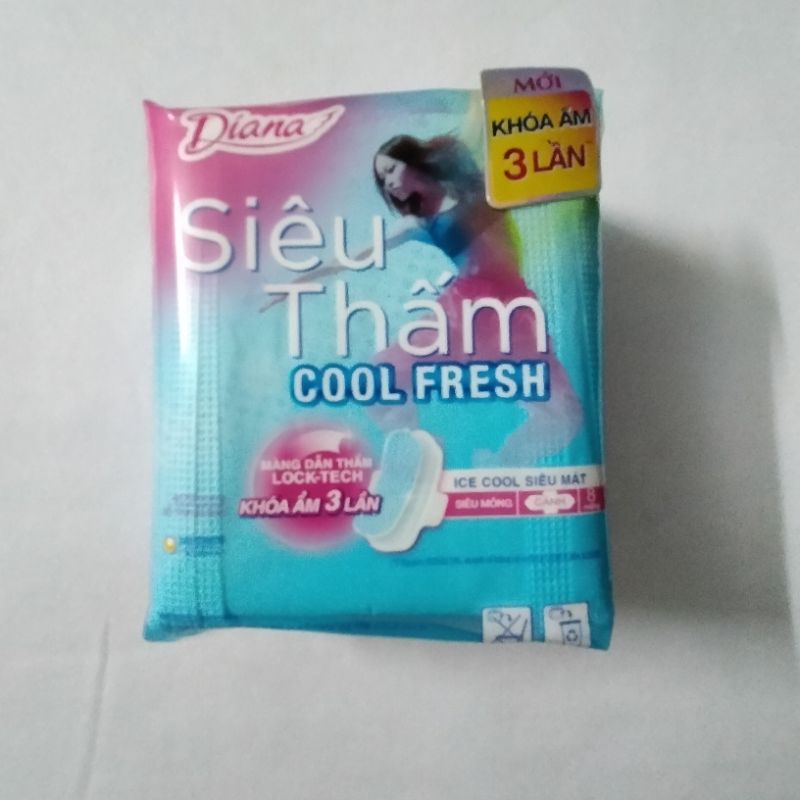 Diana
MỚI
KHÓA ẨM
3 LẦN
Siêu
Thấm
COOL FRESH
MÀNG DẪN THẤM
LOCK-TECH
KHÓA ẨM 3 LẦN
ICE COOL SIÊU MÁT
SIÊU MỎNG CÁNH 8